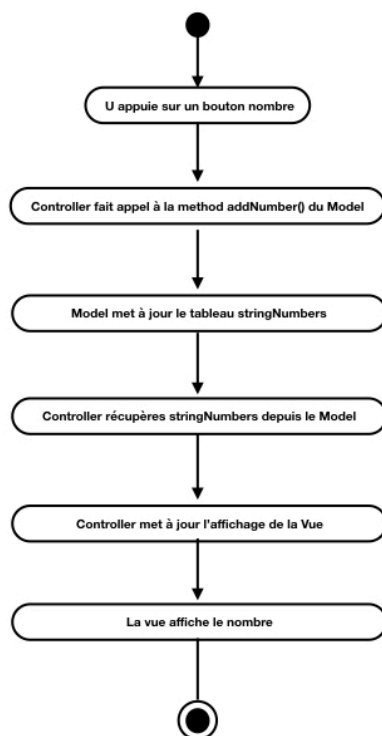 U appuie sur un bouton nombre
Controller fait appel à la method addNumber() du Model
Model met à jour le tableau stringNumbers
Controller récupères stringNumbers depuis le Model
Controller met à jour l'affichage de la Vue
La vue affiche le nombre